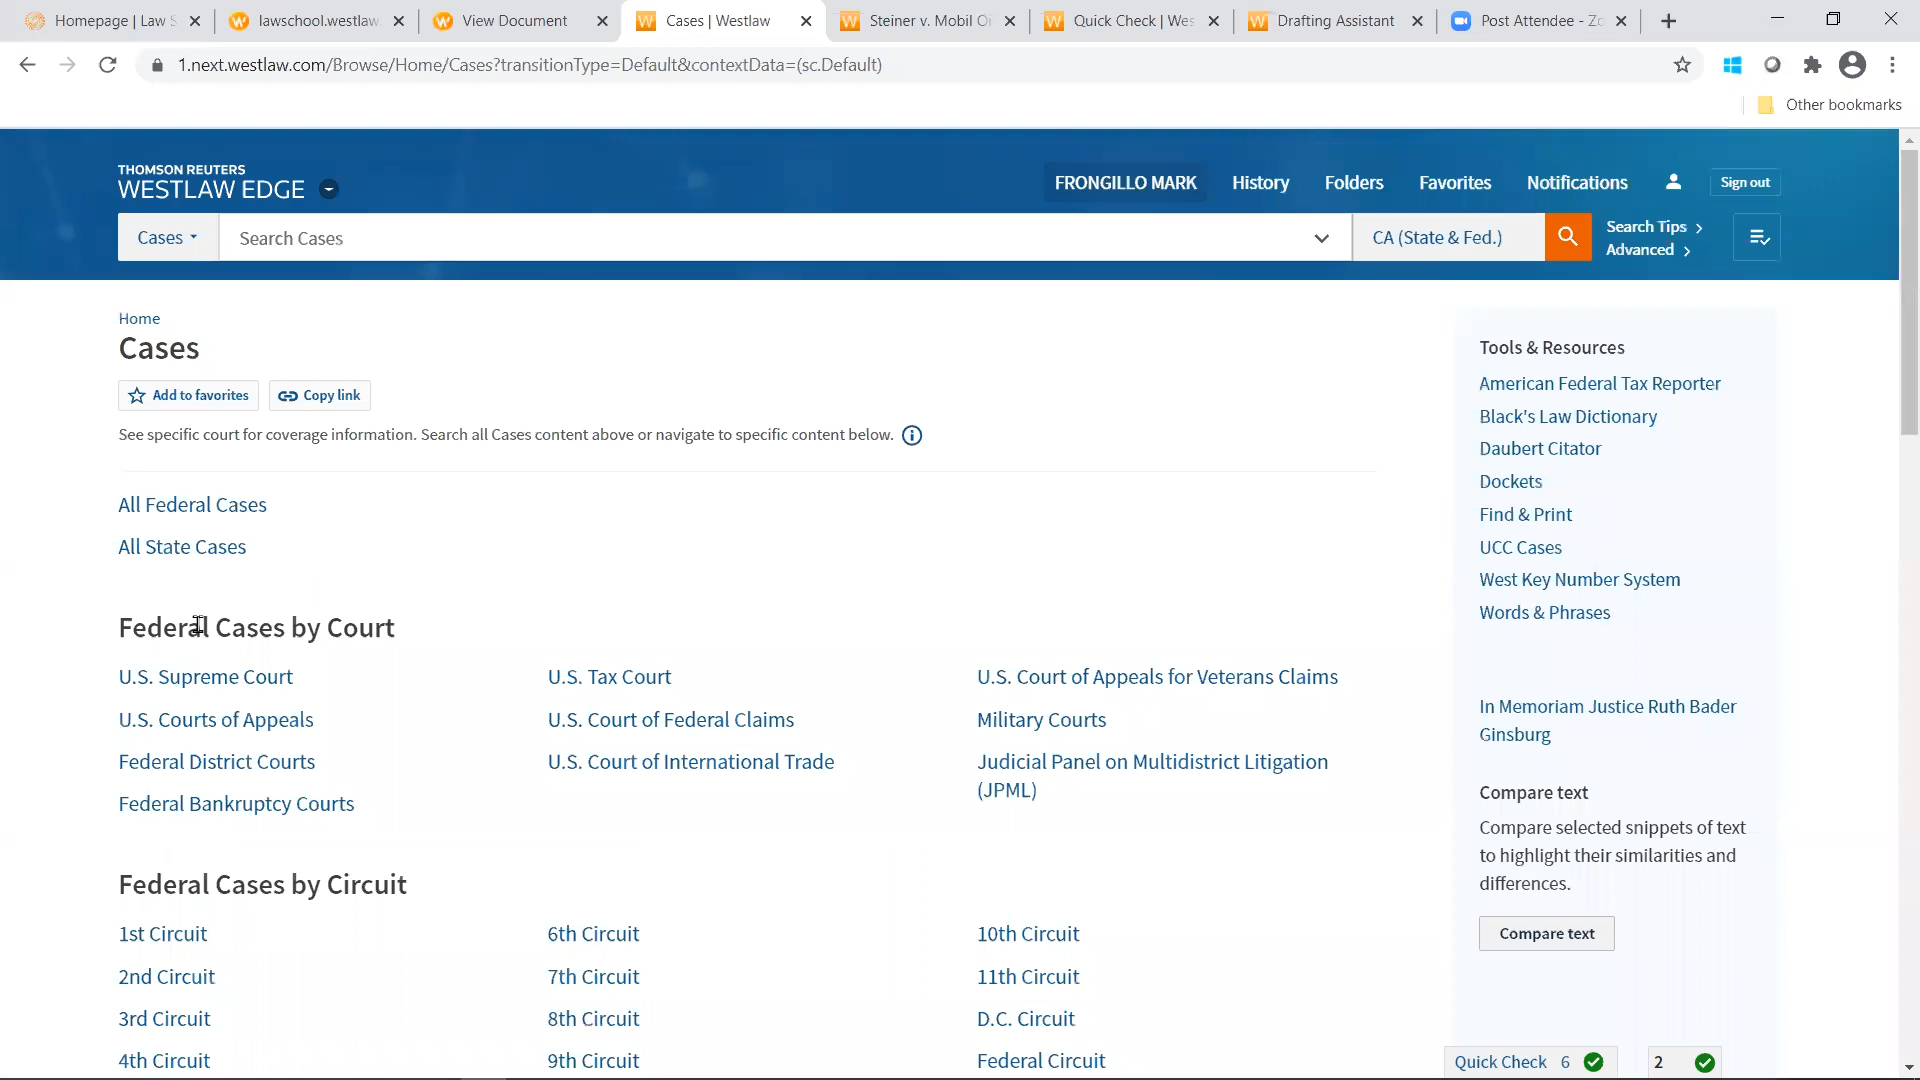 Homepage | Law S
lawschool.westlaw.
View Document
Cases | Westlaw
Steiner v. Mobil O
Quick Check | Wes
Drafting Assistant
Post Attendee - Zo
1.next.westlaw.com/Browse/Home/Cases?transitionType=Default&contextData=(sc.Default)
Other bookmarks
THOMSON REUTERS
WESTLAW EDGE
FRONGILLO MARK
History
Folders
Favorites
Notifications
Sign out
Cases
Search Cases
CA (State & Fed.)
Search Tips
Advanced
Home
Cases
Add to favorites
Copy link
See specific court for coverage information. Search all Cases content above or navigate to specific content below.
All Federal Cases
All State Cases
Federal Cases by Court
U.S. Supreme Court
U.S. Courts of Appeals
Federal District Courts
Federal Bankruptcy Courts
U.S. Tax Court
U.S. Court of Federal Claims
U.S. Court of International Trade
U.S. Court of Appeals for Veterans Claims
Military Courts
Judicial Panel on Multidistrict Litigation
(JPML)
Federal Cases by Circuit
1st Circuit
2nd Circuit
3rd Circuit
4th Circuit
6th Circuit
7th Circuit
8th Circuit
9th Circuit
10th Circuit
11th Circuit
D.C. Circuit
Federal Circuit
Tools & Resources
American Federal Tax Reporter
Black's Law Dictionary
Daubert Citator
Dockets
Find & Print
UCC Cases
West Key Number System
Words & Phrases
In Memoriam Justice Ruth Bader
Ginsburg
Compare text
Compare selected snippets of text
to highlight their similarities and
differences.
Compare text
Quick Check 6
2